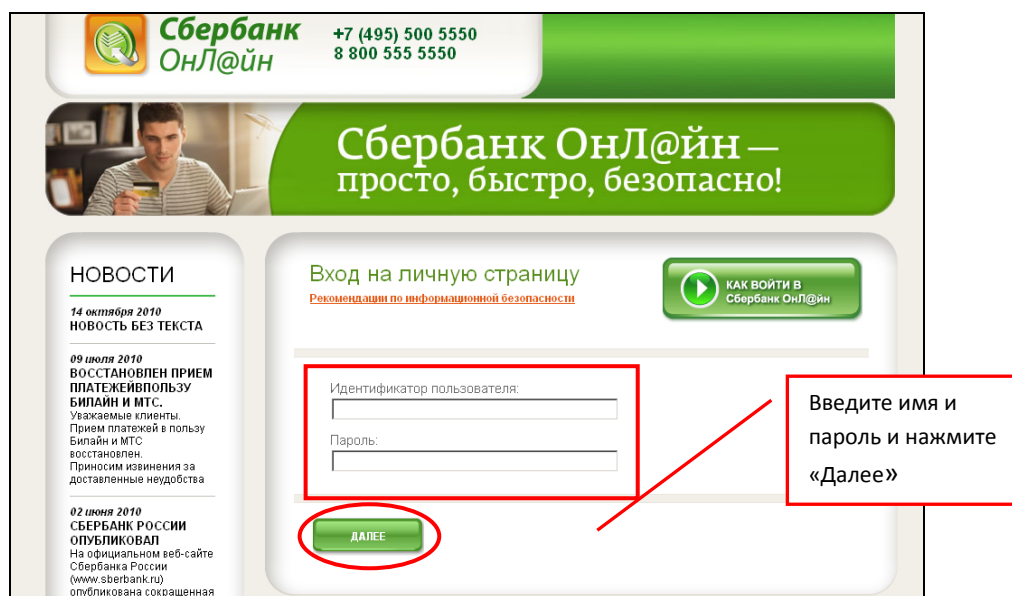 Сбербанк
ОнЛ@йн
+7 (495) 500 5550
8 800 555 5550
Сбербанк ОнЛ@йн —
просто, быстро, безопасно!
НОВОСТИ
14 октября 2010
НОВОСТЬ БЕЗ ТЕКСТА
09 июля 2010
ВОССТАНОВЛЕН ПРИЕМ
ПЛАТЕЖЕЙВПОЛЬЗУ
БИЛАЙН И МТС.
Уважаемые клиенты.
Прием платежей в пользу
Билайн и МТС
восстановлен.
Приносим извинения за
доставленные неудобства
02 июня 2010
СБЕРБАНК РОССИИ
ОПУБЛИКОВАЛ
На официальном веб-сайте
Сбербанка России
(www.sberbank.ru)
опубликована сокращенная
Вход на личную страницу
Рекомендации по информационной безопасности
КАК ВОЙТИ В
Сбербанк ОнЛ@йн
Идентификатор пользователя:
Пароль:
ДАЛЕЕ
Введите имя и
пароль и нажмите
«Далее»